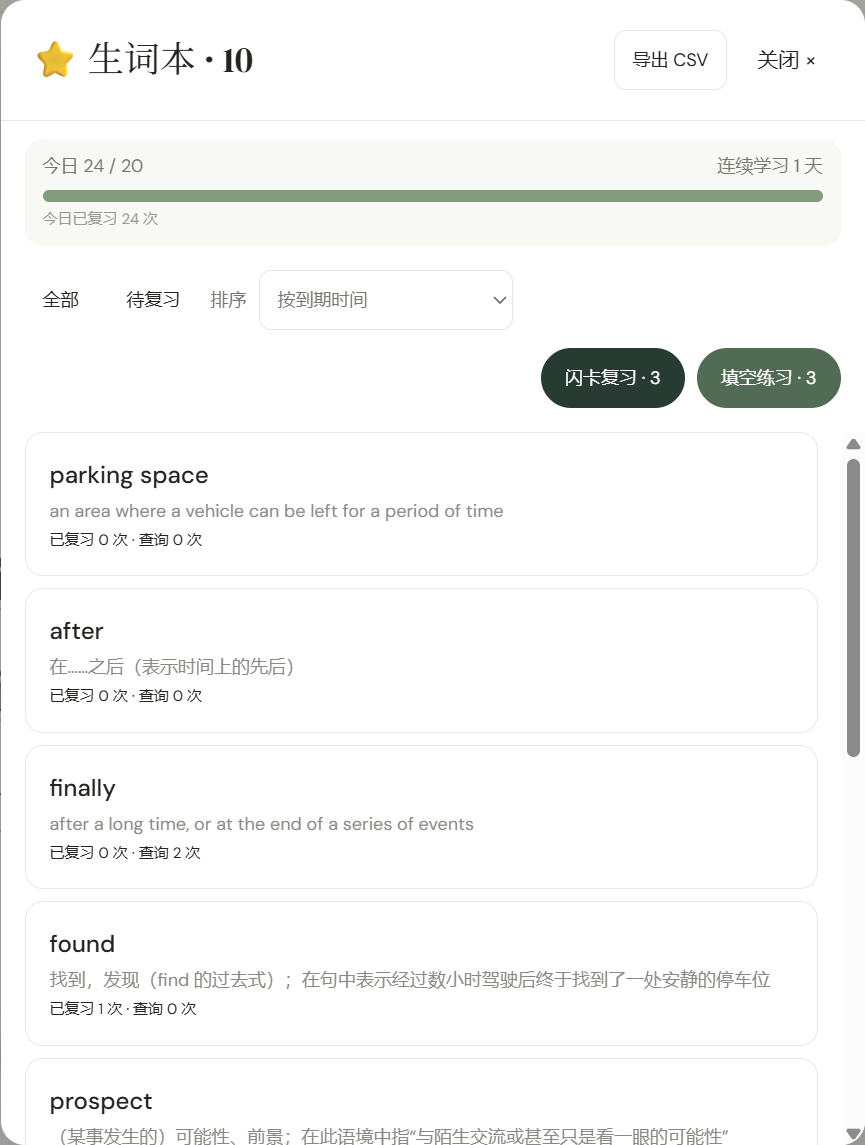 生词本 · 10
导出 CSV
关闭 ×
今日 24 / 20
连续学习 1 天
今日已复习 24 次
全部
待复习
排序
按到期时间
闪卡复习 · 3
填空练习 · 3
parking space
an area where a vehicle can be left for a period of time
已复习 0 次 · 查询 0 次
after
在……之后（表示时间上的先后）
已复习 0 次 · 查询 0 次
finally
after a long time, or at the end of a series of events
已复习 0 次 · 查询 2 次
found
找到，发现（find 的过去式）；在句中表示经过数小时驾驶后终于找到了一处安静的停车位
已复习 1 次 · 查询 0 次
prospect
（某事发生的）可能性、前景；在此语境中指“与陌生交流或甚至只是看一眼的可能性”